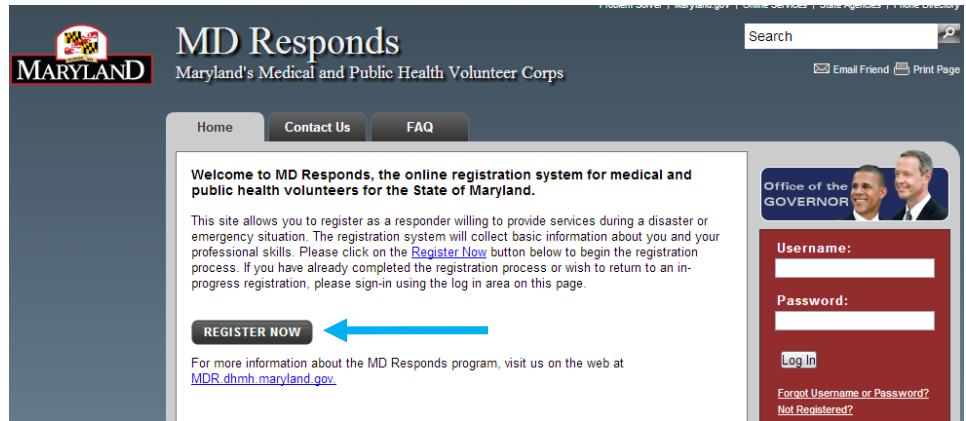 Problem Solver | Maryland.gov | Online Services | State Agencies | Phone Directory
MARYLAND
MD Responds
Maryland's Medical and Public Health Volunteer Corps
Search
Email Friend Print Page
Home Contact Us FAQ
Welcome to MD Responds, the online registration system for medical and
public health volunteers for the State of Maryland.
This site allows you to register as a responder willing to provide services during a disaster or
emergency situation. The registration system will collect basic information about you and your
professional skills. Please click on the Register Now button below to begin the registration
process. If you have already completed the registration process or wish to return to an in-
progress registration, please sign-in using the log in area on this page.
REGISTER NOW
For more information about the MD Responds program, visit us on the web at
MDR.dhmh.maryland.gov.
Office of the
GOVERNOR
Username:
Password:
Log In
Forgot Username or Password?
Not Registered?